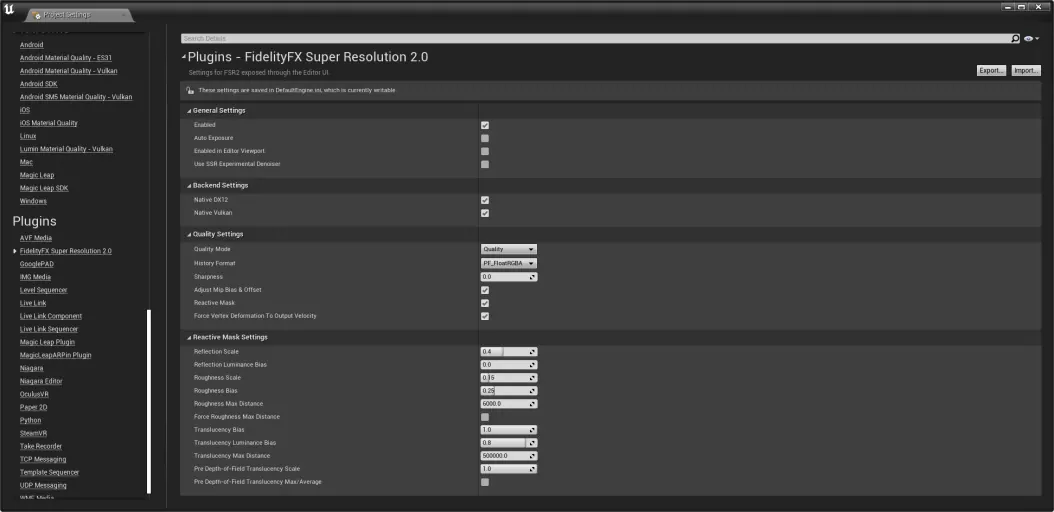 Project Settings
Android
Android Material Quality - ES31
Android Material Quality - Vulkan
Android SDK
Android SM5 Material Quality - Vulkan
iOS
iOS Material Quality
Linux
Lumin Material Quality - Vulkan
Mac
Magic Leap
Magic Leap SDK
Windows
Plugins
AVF Media
FidelityFX Super Resolution 2.0
GooglePAD
IMG Media
Level Sequencer
Live Link
Live Link Component
Live Link Sequencer
Magic Leap Plugin
MagicLeapARPin Plugin
Niagara
Niagara Editor
OculusVR
Paper 2D
Python
SteamVR
Take Recorder
TCP Messaging
Template Sequencer
UDP Messaging
WMF Media
Search Details
Plugins - FidelityFX Super Resolution 2.0
Settings for FSR2 exposed through the Editor UI.
Export...
Import...
These settings are saved in DefaultEngine.ini, which is currently writable
General Settings
Enabled
Auto Exposure
Enabled in Editor Viewport
Use SSR Experimental Denoiser
Backend Settings
Native DX12
Native Vulkan
Quality Settings
Quality Mode Quality
History Format PF_FloatRGBA
Sharpness 0.0
Adjust Mip Bias & Offset
Reactive Mask
Force Vertex Deformation To Output Velocity
Reactive Mask Settings
Reflection Scale 0.4
Reflection Luminance Bias 0.0
Roughness Scale 0.15
Roughness Bias 0.25
Roughness Max Distance 6000.0
Force Roughness Max Distance
Translucency Bias 1.0
Translucency Luminance Bias 0.8
Translucency Max Distance 500000.0
Pre Depth-of-Field Translucency Scale 1.0
Pre Depth-of-Field Translucency Max/Average